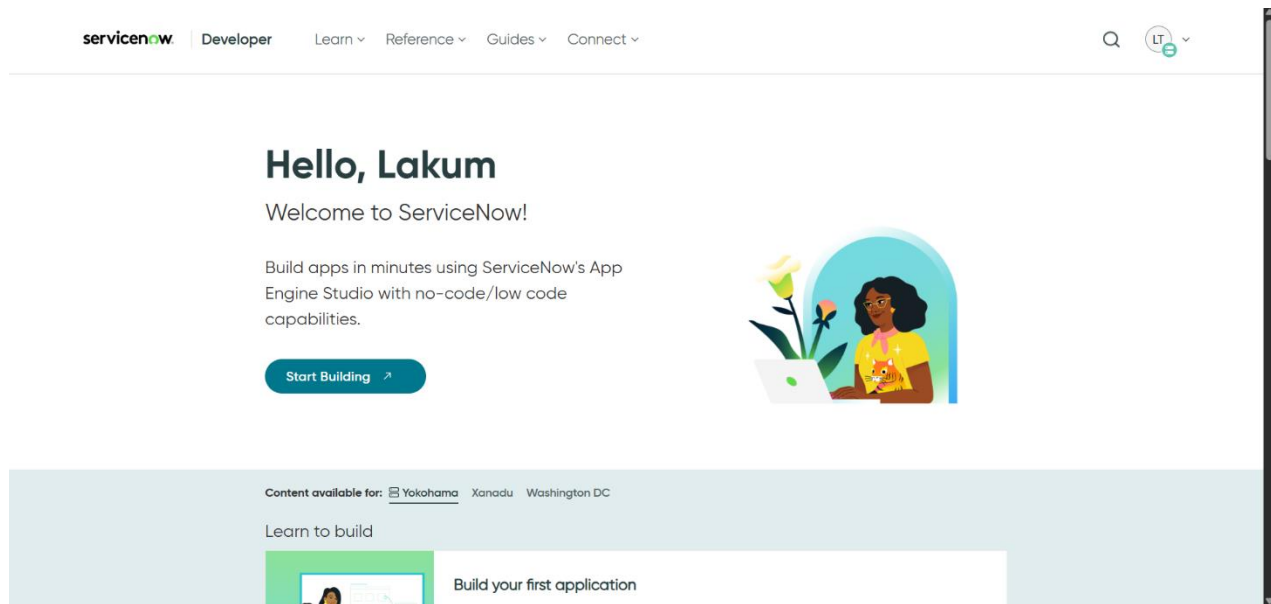 servicenow. Developer Learn Reference Guides Connect LT
Hello, Lakum
Welcome to ServiceNow!
Build apps in minutes using ServiceNow's App
Engine Studio with no-code/low code
capabilities.
Start Building
Content available for: Yokohama Xanadu Washington DC
Learn to build
Build your first application